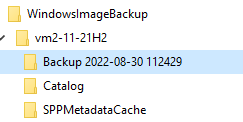 WindowsImageBackup
vm2-11-21H2
Backup 2022-08-30 112429
Catalog
SPPMetadataCache